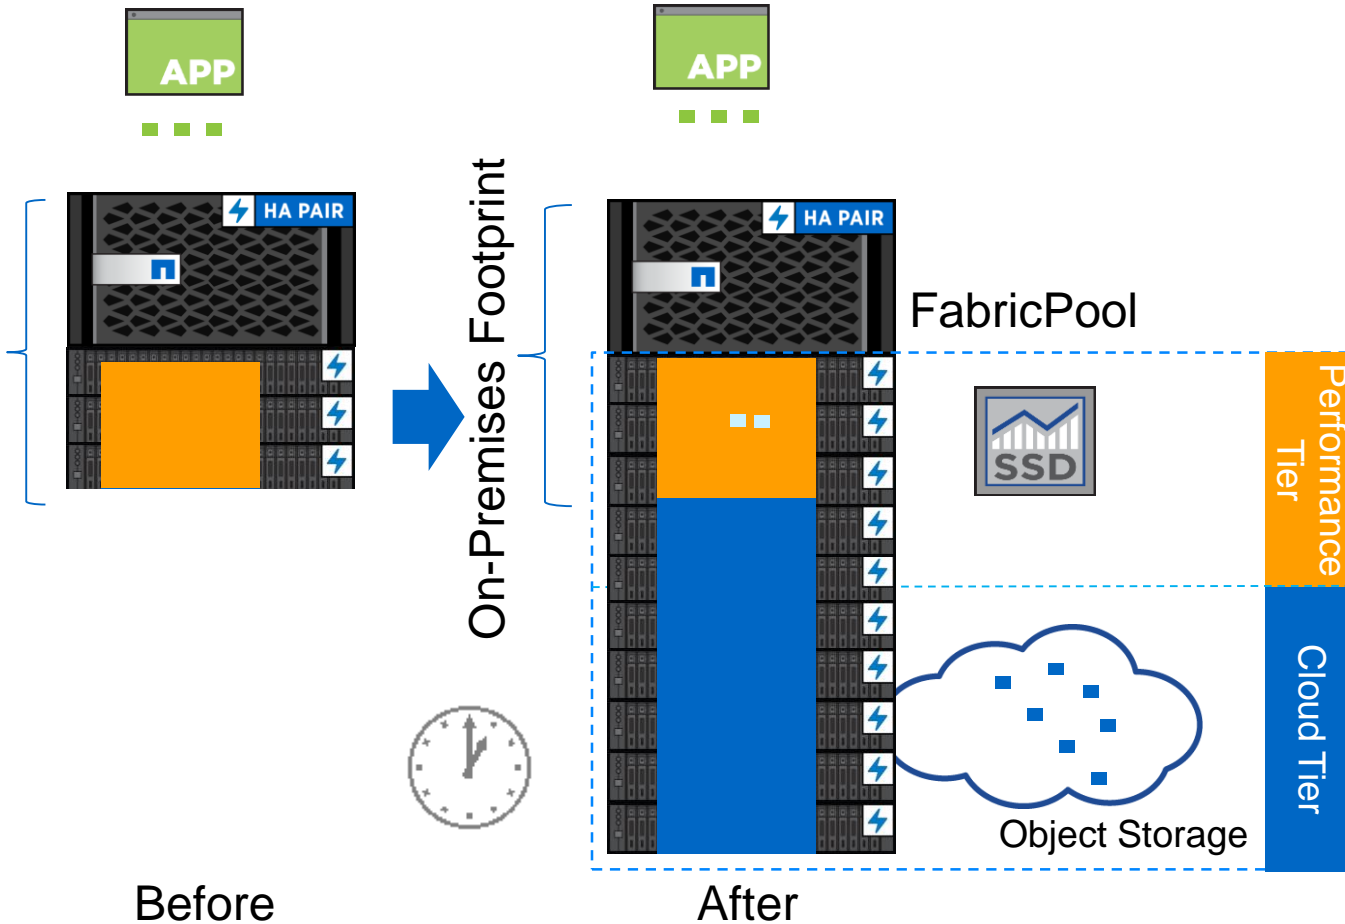 APP
APP
HA PAIR
HA PAIR
On-Premises Footprint
FabricPool
SSD
Performance
Tier
Cloud Tier
Object Storage
Before
After